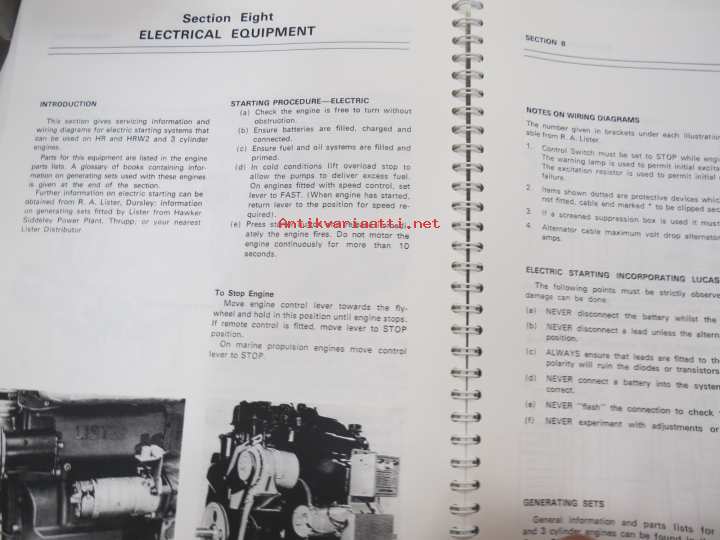 Section Eight
ELECTRICAL EQUIPMENT
INTRODUCTION
This section gives servicing information and
wiring diagrams for electric starting systems that
can be used on HR and HRW2 and 3 cylinder
engines.
Parts for this equipment are listed in the engine
parts lists. A glossary of books containing infor-
mation on generating sets used with these engines
is given at the end of the section.
Further information on electric starting can be
obtained from R. A. Lister, Dursley; information
on generating sets fitted by Lister from Hawker
Siddeley Power Plant, Thrupp, or your nearest
Lister Distributor.
STARTING PROCEDURE—ELECTRIC
(a) Check the engine is free to turn without
obstruction.
(b) Ensure batteries are filled, charged and
connected.
(c) Ensure fuel and oil systems are filled and
primed.
(d) In cold conditions lift overload stop to
allow the pumps to deliver excess fuel.
On engines fitted with speed control, set
lever to FAST. (When engine has started,
return lever to the position for speed re-
quired).
(e) Press
ately the engine fires. Do not motor the
engine continuously for more than 10
seconds.
Antikvariaatti.net
To Stop Engine
Move engine control lever towards the fly-
wheel and hold in this position until engine stops.
If remote control is fitted, move lever to STOP
position.
On marine propulsion engines move control
lever to STOP.
LISTER
SECTION 8
NOTES ON WIRING DIAGRAMS
The number given in brackets under each illustration
able from R. A. Lister.
1. Control Switch must be set to STOP while
The warning lamp is used to permit initial
The excitation resistor is used to permit initial
failure.
2. Items shown dotted are protective devices
not fitted, cable end marked * to be clipped
3. If a screened suppression box is used it must
4. Alternator cable maximum volt drop alternator
amps.
ELECTRIC STARTING INCORPORATING LUCAS
The following points must be strictly
damage can be done.
(a) NEVER disconnect the battery whilst the
(b) NEVER disconnect a lead unless the
position.
(c) ALWAYS ensure that leads are fitted to the
polarity will ruin the diodes or transistors
(d) NEVER connect a battery into the system
correct.
(e) NEVER "flash" the connection to check
(f) NEVER experiment with adjustments or
GENERATING SETS
General information and parts lists for
and 3 cylinder engines can be found